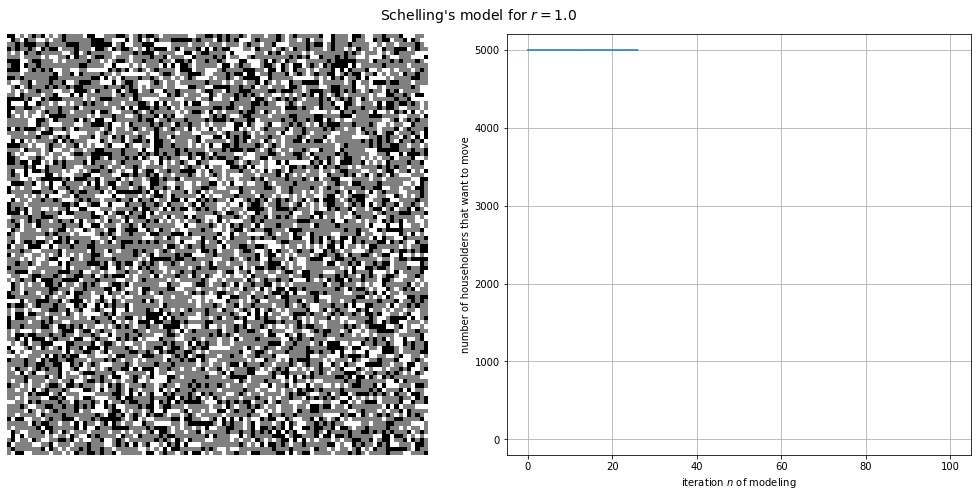 Schelling's model for r = 1.0
number of householders that want to move
5000
4000
3000
2000
1000
0
0 20 40 60 80 100
iteration n of modeling